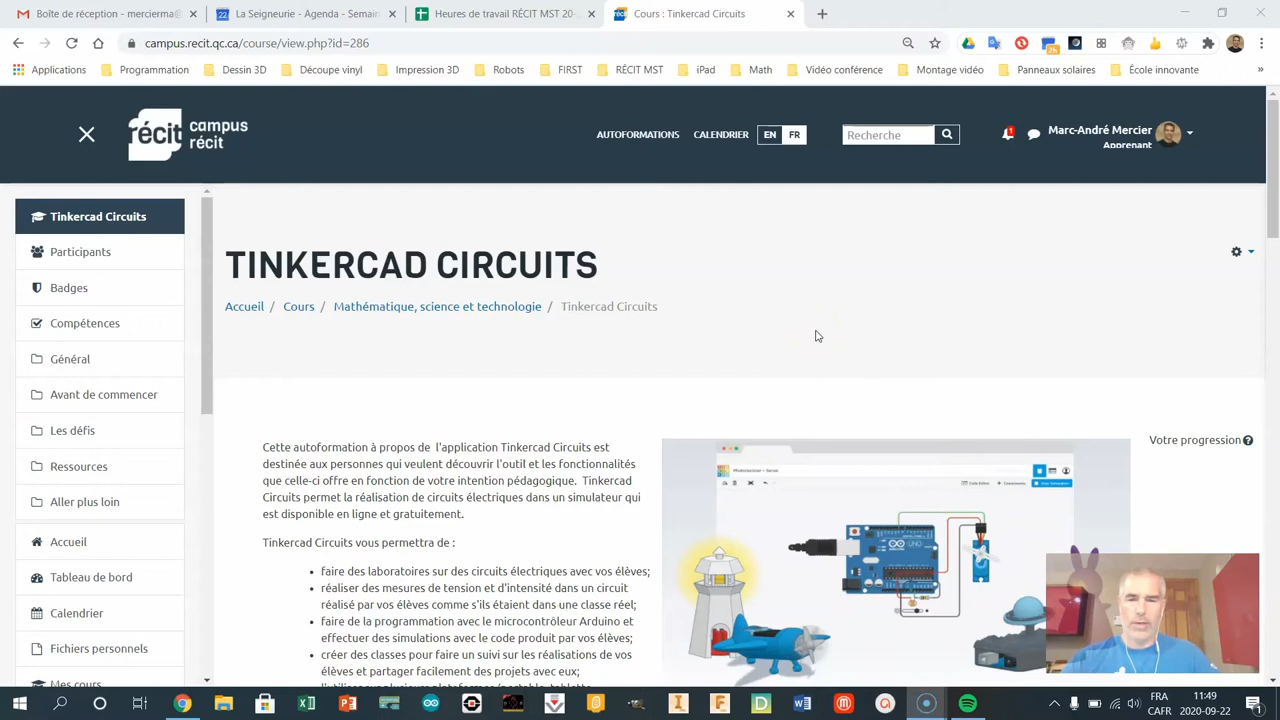 Boîte de réception - merciermai
La Seigneurie - Agenda - Semain
Heures de travail RÉCIT MST 20-
Cours : Tinkercad Circuits
campus.recit.qc.ca/course/view.php?id=286
Applications
Programmation
Dessin 3D
Découpe vinyl
Impression 3D
Robots
FIRST
RÉCIT MST
iPad
Math
Vidéo conférence
Montage vidéo
Panneaux solaires
École innovante
récit campus récit
AUTOFORMATIONS
CALENDRIER
EN
FR
Recherche
1
Marc-André Mercier
Apprenant
Tinkercad Circuits
Participants
Badges
Compétences
Général
Avant de commencer
Les défis
Ressources
Aller plus loin
Accueil
Tableau de bord
Calendrier
Fichiers personnels
Mes cours
TINKERCAD CIRCUITS
Accueil / Cours / Mathématique, science et technologie / Tinkercad Circuits
Cette autoformation à propos de l'application Tinkercad Circuits est
destinée aux personnes qui veulent découvrir l'outil et les fonctionnalités
que celle-ci offre en fonction de votre intention pédagogique. Tinkercad
Circuits permet la réalisation de circuits électriques dans un simulateur qui
est disponible en ligne et gratuitement.
Tinkercad Circuits vous permettra de :
faire des laboratoires sur des circuits électriques avec vos élèves;
réaliser des mesures de tension et d'intensité dans un circuit
réalisé par vos élèves comme s'ils étaient dans une classe réel;
faire de la programmation avec le microcontrôleur Arduino et
effectuer des simulations avec le code produit par vos élèves;
créer des classes pour faire un suivi sur les réalisations de vos
élèves et partager facilement des projets avec eux;
Votre progression
Code Editor
UNO
FRA
CAFR
11:49
2020-09-22